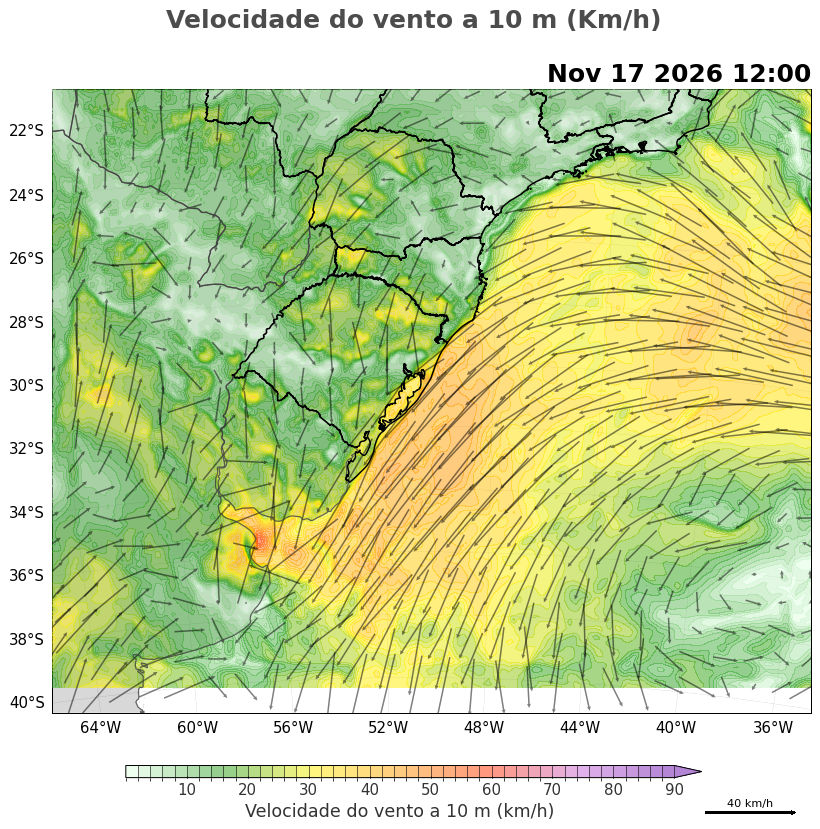 Velocidade do vento a 10 m (Km/h)
Nov 17 2026 12:00
22°S
24°S
26°S
28°S
30°S
32°S
34°S
36°S
38°S
40°S
64°W 60°W 56°W 52°W 48°W 44°W 40°W 36°W
10 20 30 40 50 60 70 80 90
Velocidade do vento a 10 m (km/h)
40 km/h